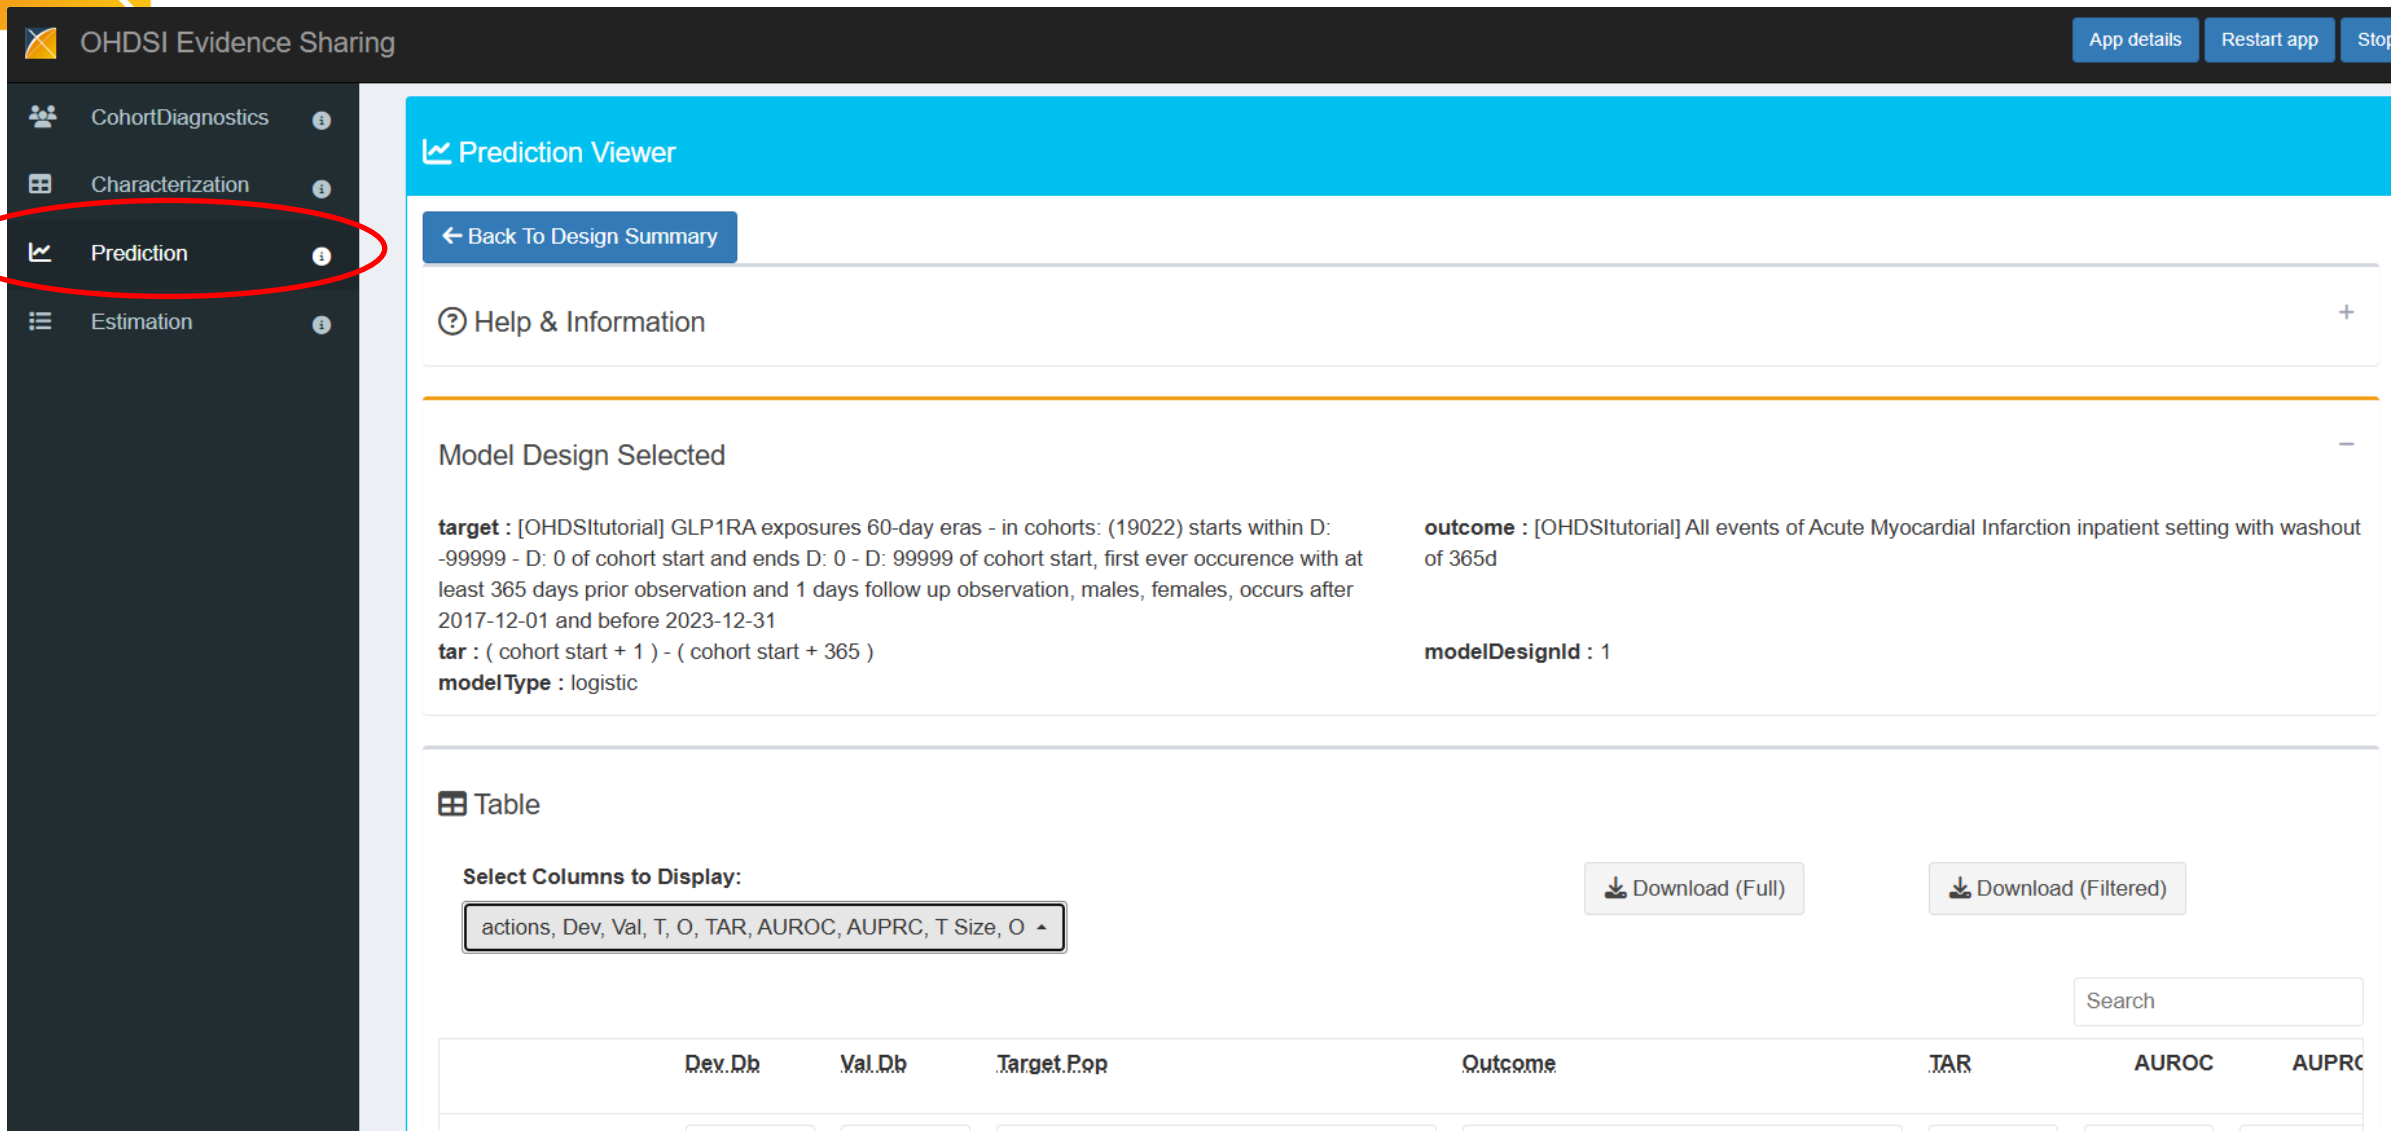 OHDSI Evidence Sharing
App details
Restart app
CohortDiagnostics
Characterization
Prediction
Estimation
Prediction Viewer
Back To Design Summary
Help & Information
Model Design Selected
target : [OHDSItutorial] GLP1RA exposures 60-day eras - in cohorts: (19022) starts within D:
-99999 - D: 0 of cohort start and ends D: 0 - D: 99999 of cohort start, first ever occurence with at
least 365 days prior observation and 1 days follow up observation, males, females, occurs after
2017-12-01 and before 2023-12-31
outcome : [OHDSItutorial] All events of Acute Myocardial Infarction inpatient setting with washout
of 365d
tar : ( cohort start + 1 ) - ( cohort start + 365 )
modelDesignId : 1
modelType : logistic
Table
Select Columns to Display:
actions, Dev, Val, T, O, TAR, AUROC, AUPRC, T Size, O
Download (Full)
Download (Filtered)
Search
Dev Db
Val Db
Target Pop
Outcome
TAR
AUROC